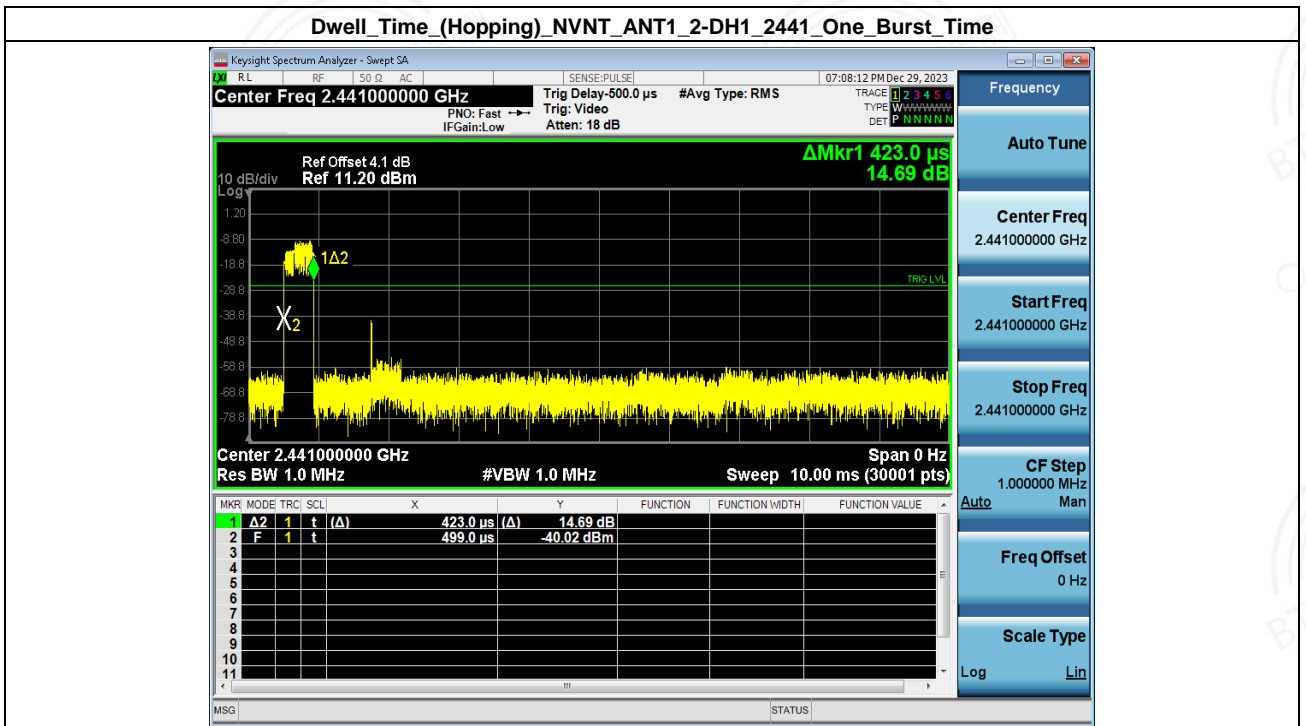 Dwell_Time_(Hopping)_NVNT_ANT1_2-DH1_2441_One_Burst_Time
Keysight Spectrum Analyzer - Swept SA
LXI RL RF 50 Ω AC SENSE:PULSE 07:08:12 PM Dec 29, 2023
Center Freq 2.441000000 GHz
PNO: Fast
IFGain:Low
Trig Delay-500.0 µs
Trig: Video
Atten: 18 dB
#Avg Type: RMS
TRACE 1 2 3 4 5 6
TYPE WWWWWW
DET P N N N N N
Frequency
Auto Tune
Center Freq
2.441000000 GHz
Start Freq
2.441000000 GHz
Stop Freq
2.441000000 GHz
CF Step
1.000000 MHz
Auto Man
Freq Offset
0 Hz
Scale Type
Log Lin
ΔMkr1 423.0 µs
14.69 dB
Ref Offset 4.1 dB
10 dB/div Ref 11.20 dBm
Log
1.20
-8.80
-18.8
-28.8
-38.8
-48.8
-58.8
-68.8
-78.8
1Δ2
X2
TRIG LVL
Center 2.441000000 GHz Span 0 Hz
Res BW 1.0 MHz #VBW 1.0 MHz Sweep 10.00 ms (30001 pts)
MKR MODE TRC SCL X Y FUNCTION FUNCTION WIDTH FUNCTION VALUE
1 Δ2 1 t (Δ) 423.0 µs (Δ) 14.69 dB
2 F 1 t 499.0 µs -40.02 dBm
3
4
5
6
7
8
9
10
11
MSG STATUS